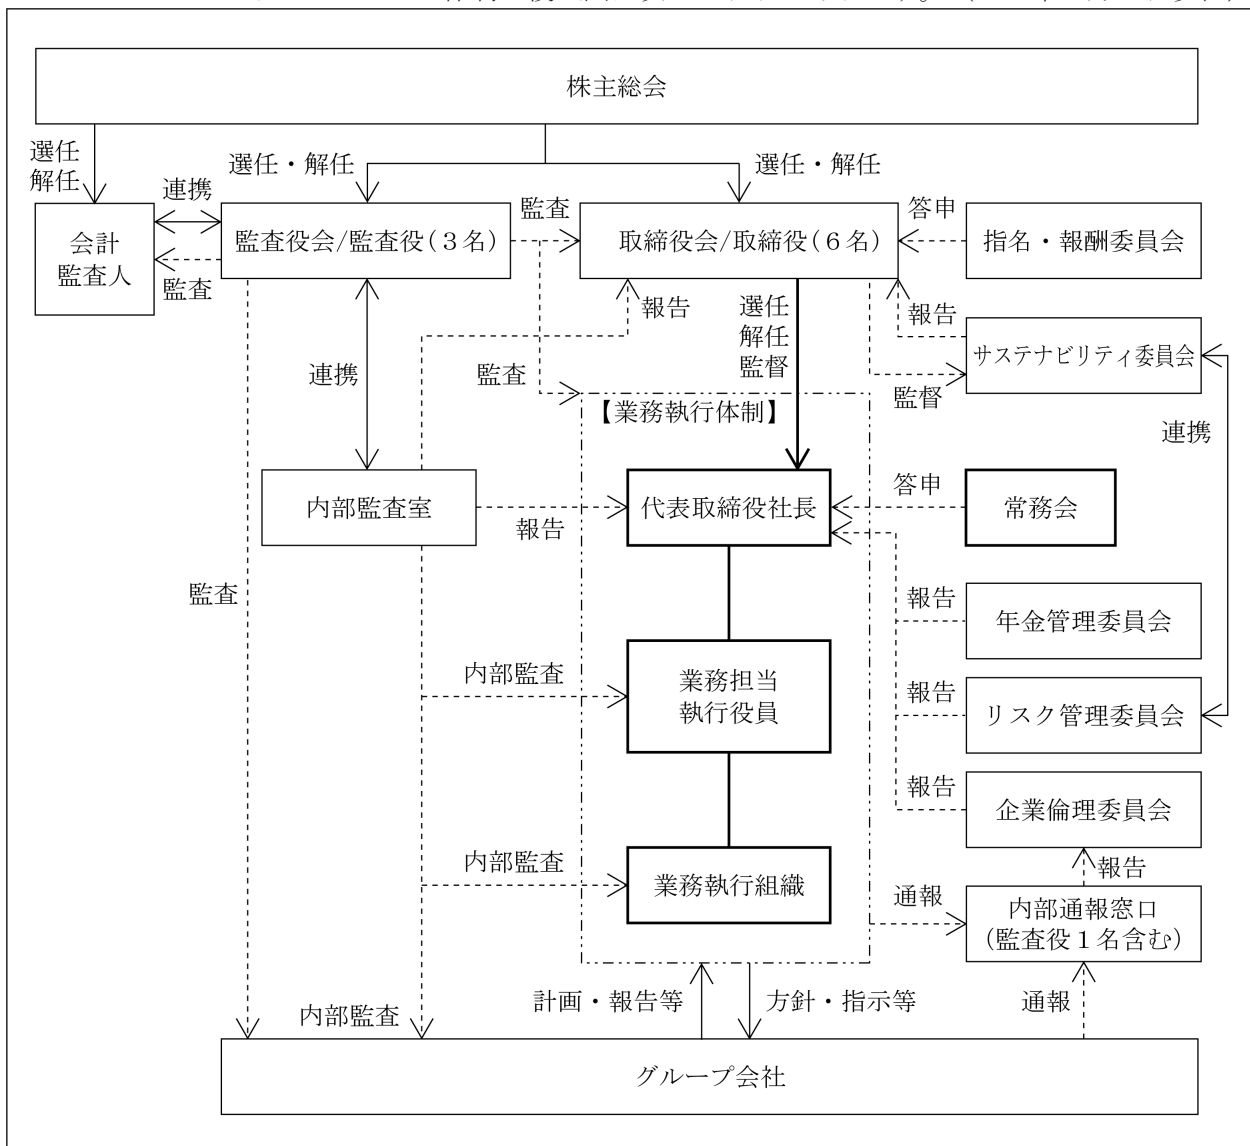 株主総会
選任
解任
選任・解任
選任・解任
連携
監査
答申
会計
監査人
監査役会/監査役(3名)
取締役会/取締役(6名)
指名・報酬委員会
監査
報告
選任
解任
監督
報告
サステナビリティ委員会
連携
監査
監督
【業務執行体制】
連携
内部監査室
報告
代表取締役社長
答申
常務会
監査
報告
年金管理委員会
内部監査
業務担当
執行役員
報告
リスク管理委員会
報告
企業倫理委員会
内部監査
業務執行組織
報告
通報
内部通報窓口
(監査役1名含む)
内部監査
計画・報告等
方針・指示等
通報
グループ会社